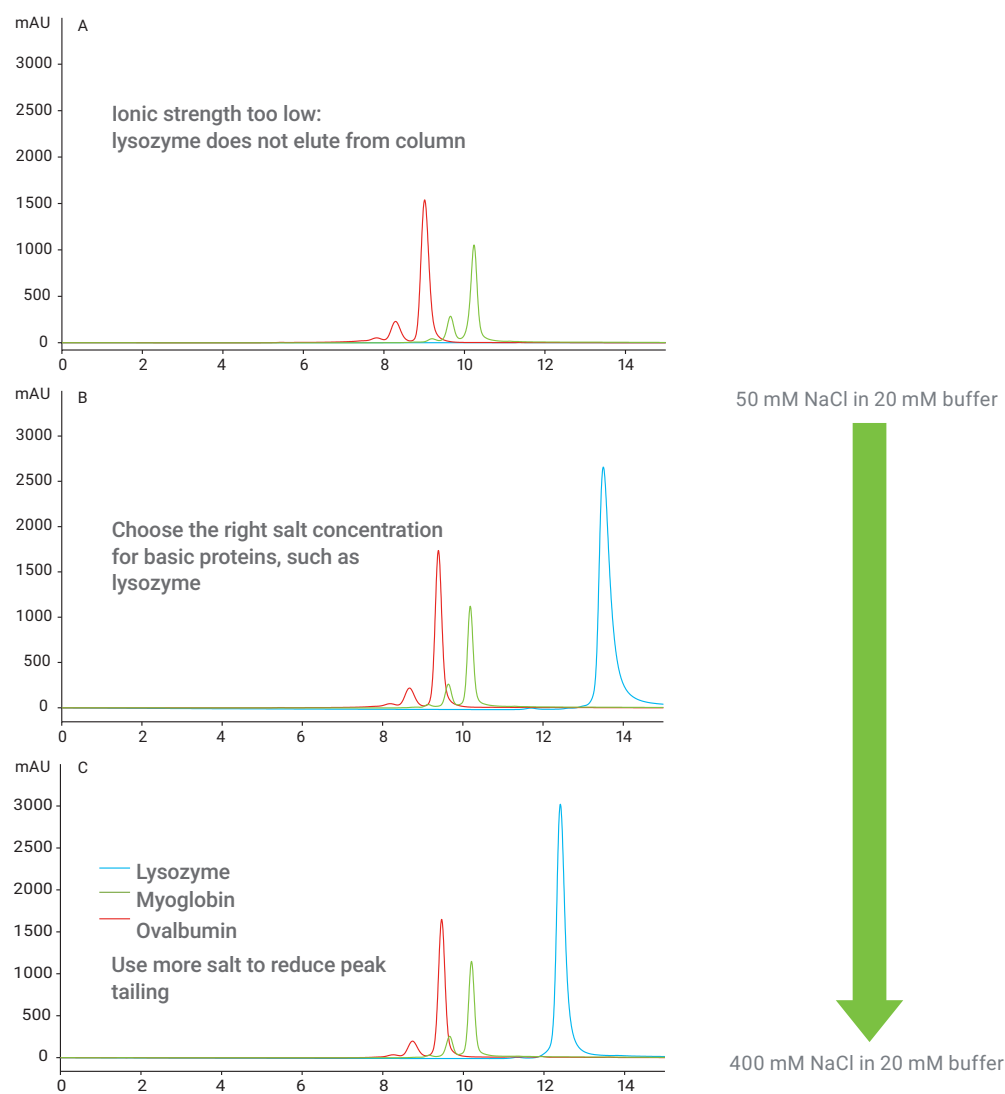 mAU
A
3000
Ionic strength too low:
lysozyme does not elute from column
2500
2000
1500
1000
500
0
0 2 4 6 8 10 12 14
mAU
B
50 mM NaCl in 20 mM buffer
3000
2500
2000
Choose the right salt concentration
for basic proteins, such as
lysozyme
1500
1000
500
0
0 2 4 6 8 10 12 14
mAU
C
3000
2500
2000
1500
1000
500
0
Lysozyme
Myoglobin
Ovalbumin
Use more salt to reduce peak
tailing
0 2 4 6 8 10 12 14
400 mM NaCl in 20 mM buffer